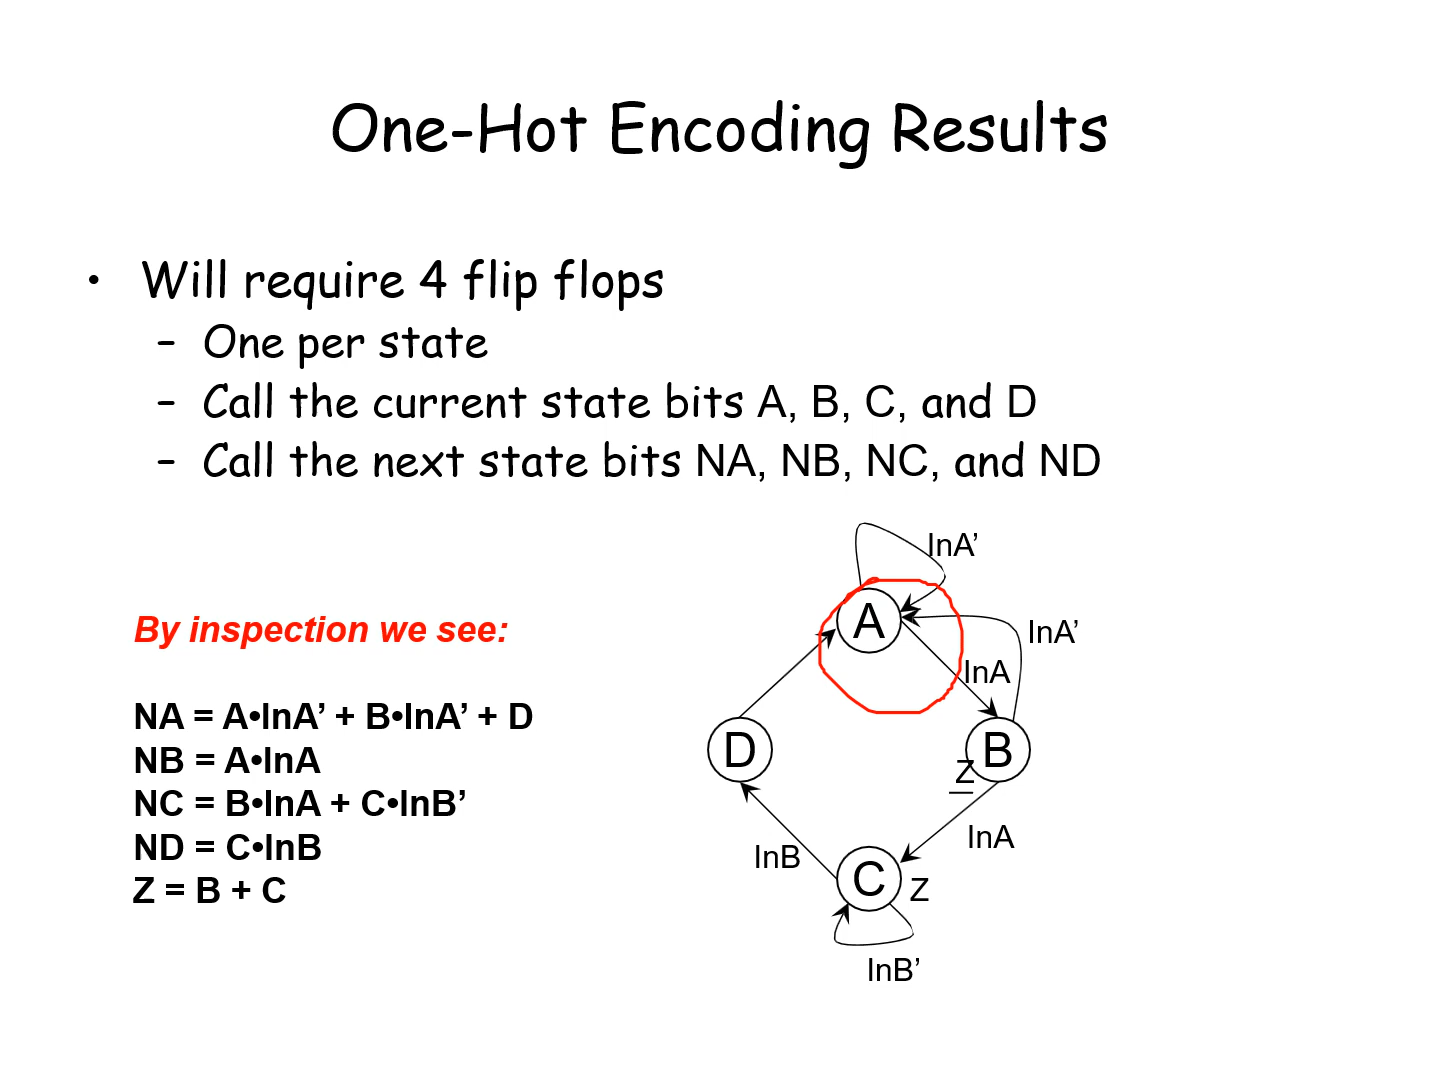 One-Hot Encoding Results
• Will require 4 flip flops
– One per state
– Call the current state bits A, B, C, and D
– Call the next state bits NA, NB, NC, and ND
By inspection we see:
NA = A•InA’ + B•InA’ + D
NB = A•InA
NC = B•InA + C•InB’
ND = C•InB
Z = B + C
InA’
A
InA’
InA
D
B
Z
InA
InB
C
Z
InB’